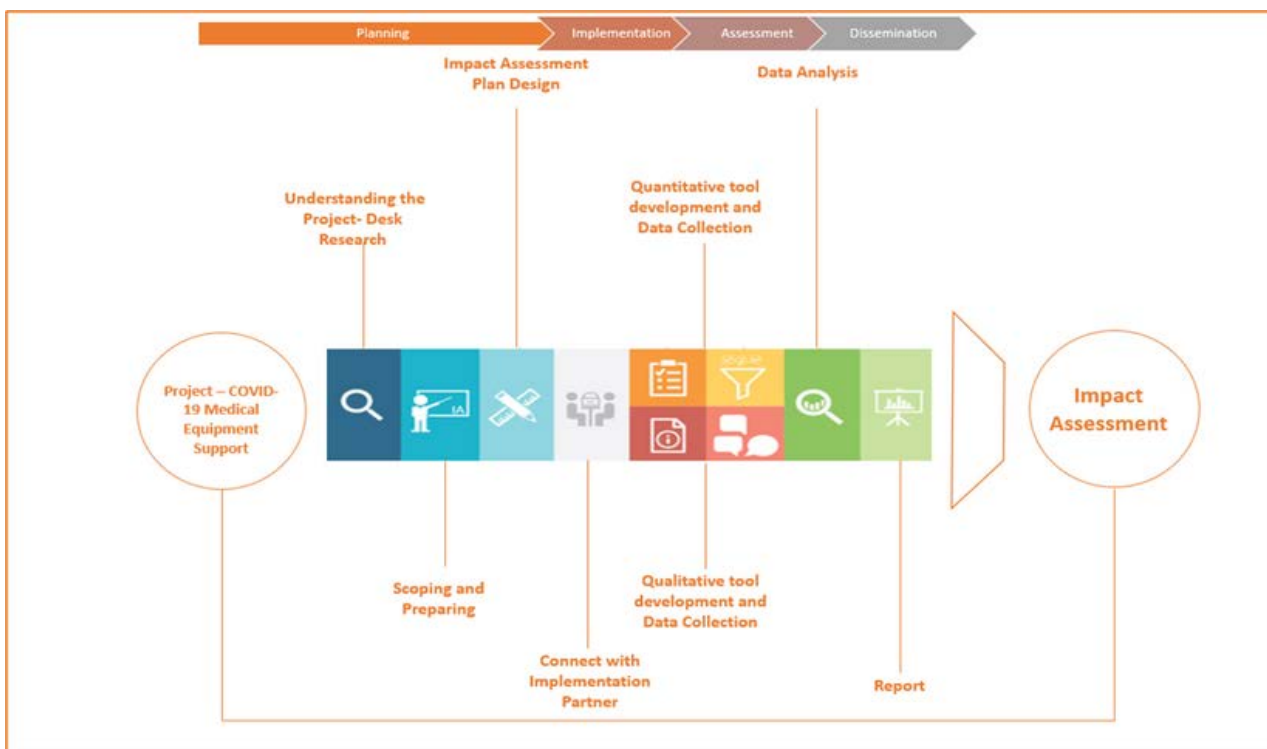 Planning
Implementation
Assessment
Dissemination
Impact Assessment
Plan Design
Data Analysis
Understanding the
Project- Desk
Research
Quantitative tool
development and
Data Collection
Project – COVID-
19 Medical
Equipment
Support
IA
Impact
Assessment
Scoping and
Preparing
Qualitative tool
development and
Data Collection
Connect with
Implementation
Partner
Report